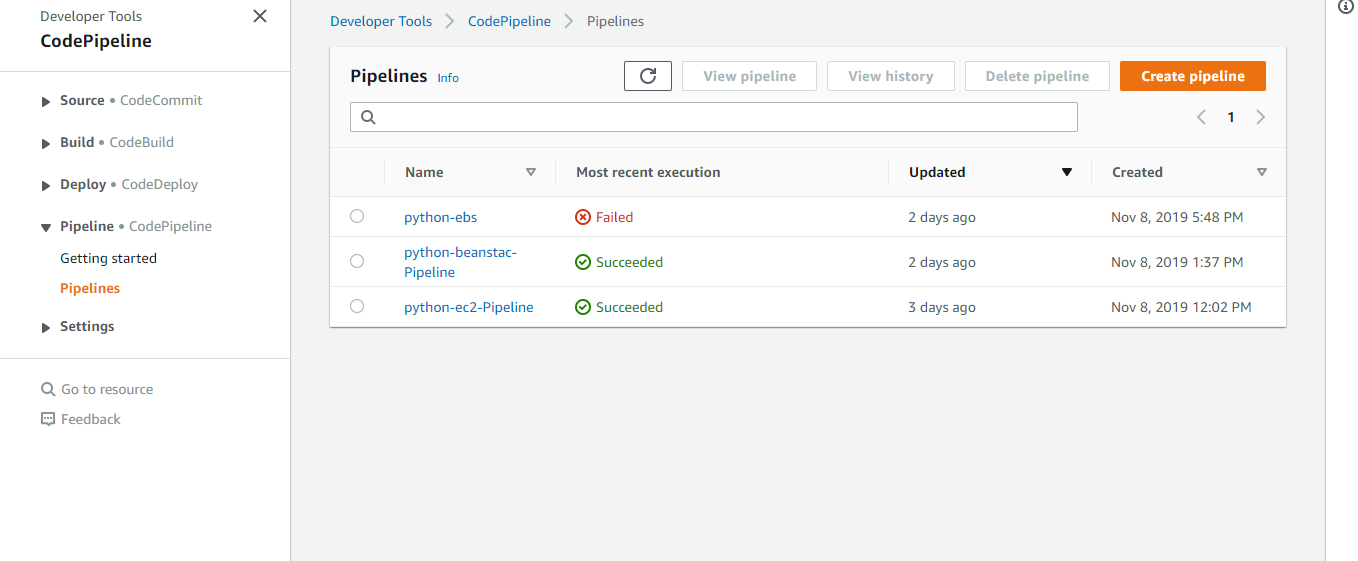 Developer Tools
CodePipeline
Source • CodeCommit
Build • CodeBuild
Deploy • CodeDeploy
Pipeline • CodePipeline
Getting started
Pipelines
Settings
Go to resource
Feedback
Developer Tools > CodePipeline > Pipelines
Pipelines Info View pipeline View history Delete pipeline Create pipeline
1
Name Most recent execution Updated Created
python-ebs Failed 2 days ago Nov 8, 2019 5:48 PM
python-beanstac-
Pipeline Succeeded 2 days ago Nov 8, 2019 1:37 PM
python-ec2-Pipeline Succeeded 3 days ago Nov 8, 2019 12:02 PM